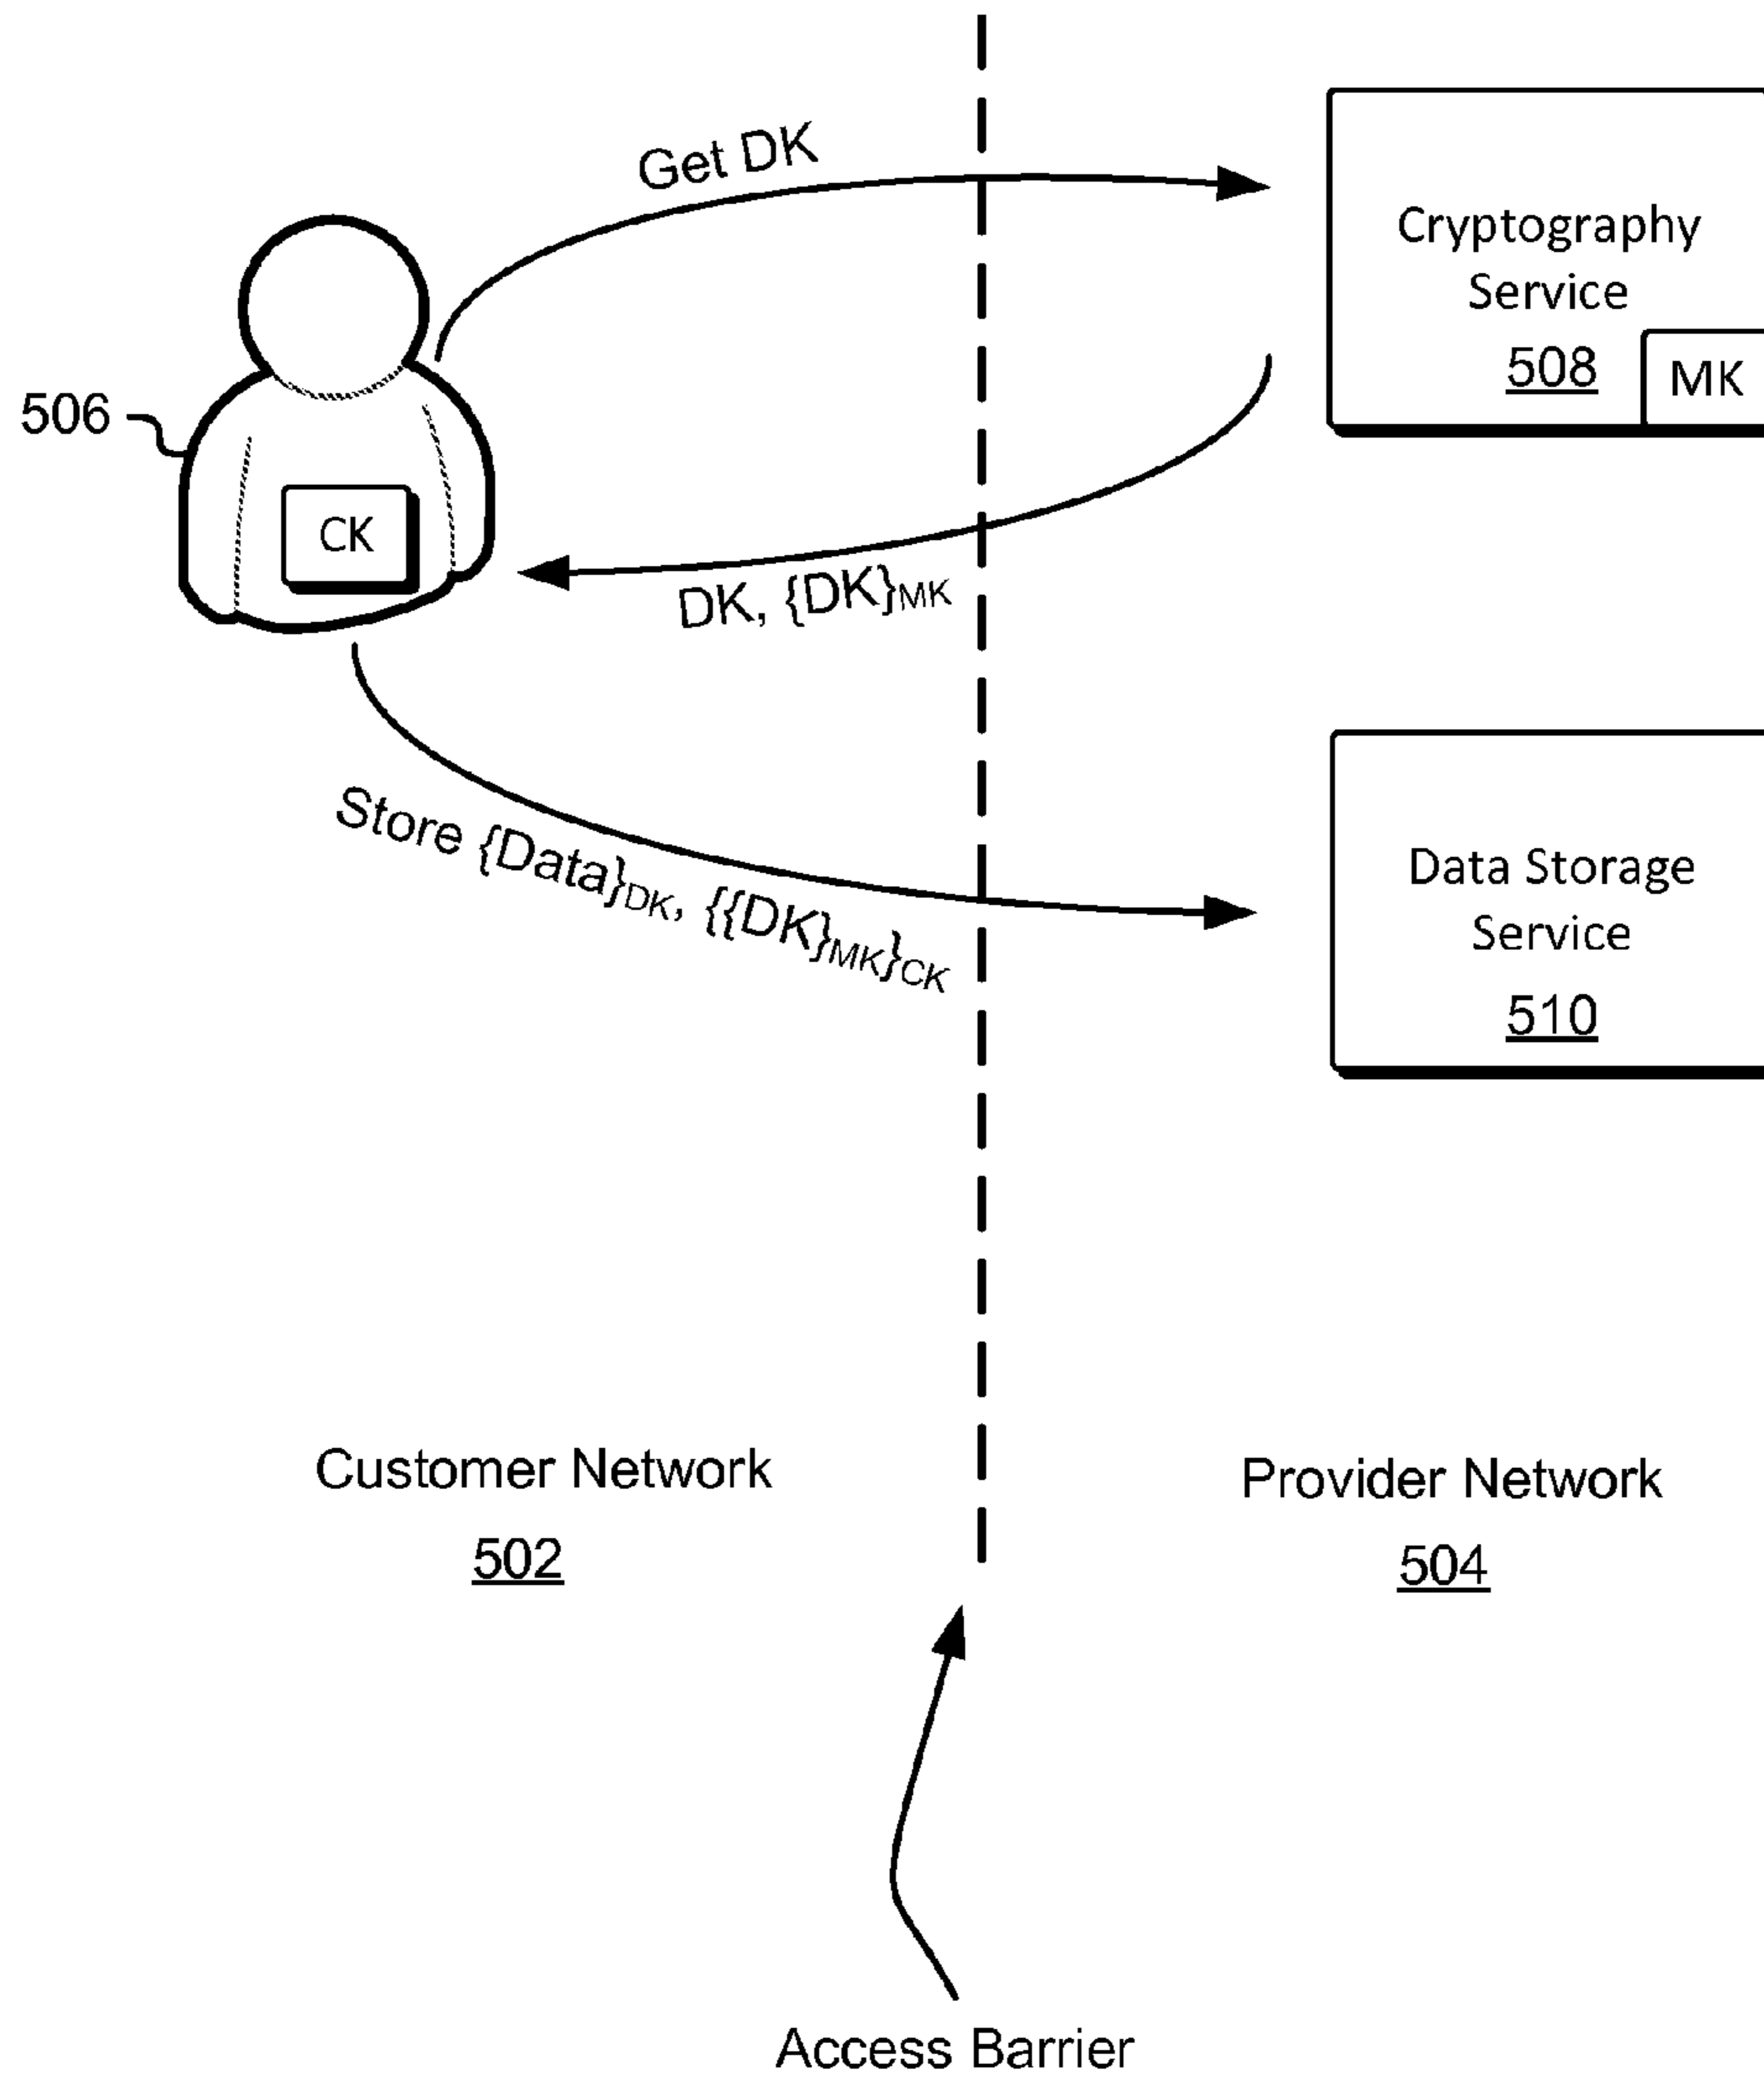 Get DK
Cryptography
Service
508
MK
506
CK
DK, {DK}MK
Store {Data}DK, {{DK}MK}CK
Data Storage
Service
510
Customer Network
502
Provider Network
504
Access Barrier